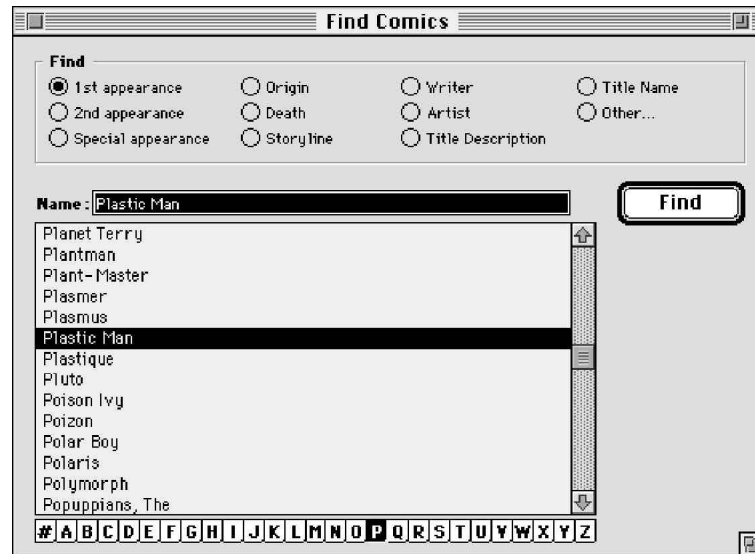 Find Comics
Find
1st appearance Origin Writer Title Name
2nd appearance Death Artist Other...
Special appearance Storyline Title Description
Name: Plastic Man Find
Planet Terry
Plantman
Plant-Master
Plasmer
Plasmus
Plastic Man
Plastique
Pluto
Poison Ivy
Poizon
Polar Boy
Polaris
Polymorph
Popuppians, The
# A B C D E F G H I J K L M N O P Q R S T U V W X Y Z